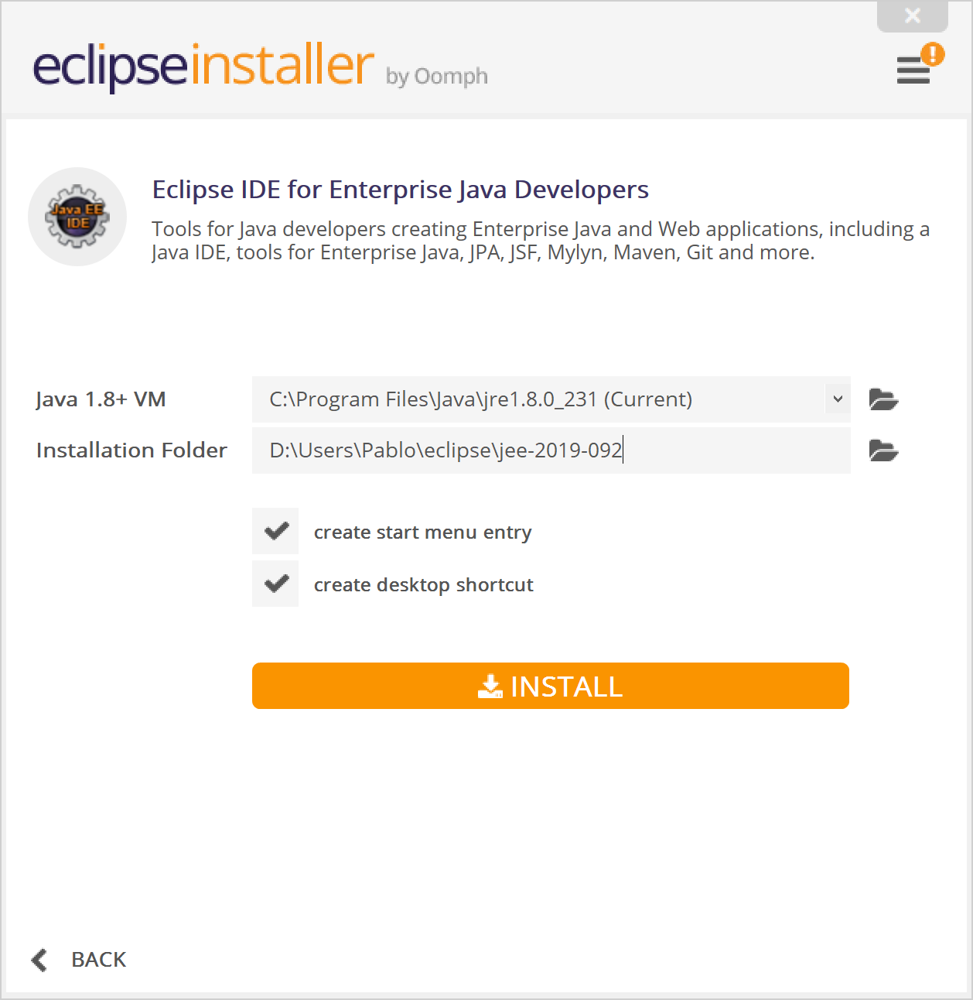 eclipseinstaller by Oomph
Eclipse IDE for Enterprise Java Developers
Java EE
IDE
Tools for Java developers creating Enterprise Java and Web applications, including a
Java IDE, tools for Enterprise Java, JPA, JSF, Mylyn, Maven, Git and more.
Java 1.8+ VM
C:\Program Files\Java\jre1.8.0_231 (Current)
Installation Folder
D:\Users\Pablo\eclipse\jee-2019-092
create start menu entry
create desktop shortcut
INSTALL
BACK